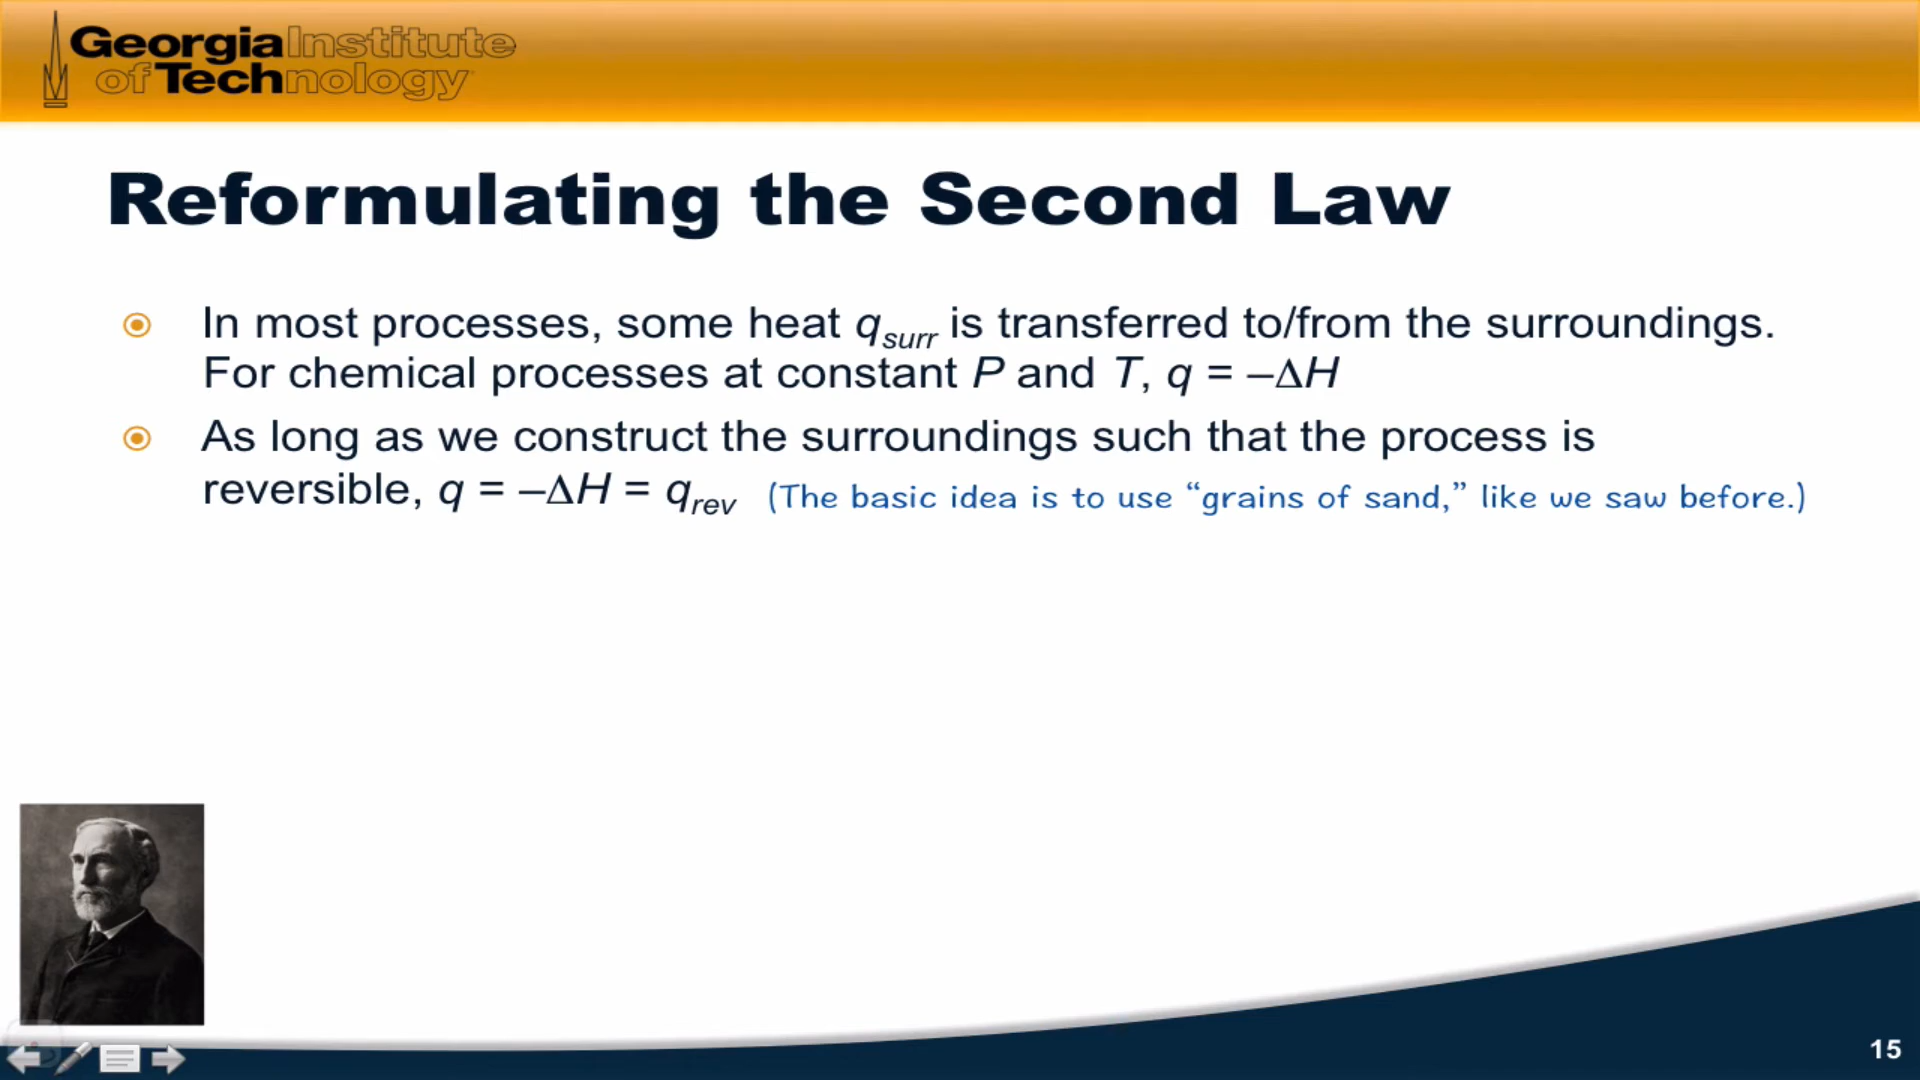 Georgia Institute
of Technology
Reformulating the Second Law
In most processes, some heat qsurr is transferred to/from the surroundings.
For chemical processes at constant P and T, q = –ΔH
As long as we construct the surroundings such that the process is
reversible, q = –ΔH = qrev (The basic idea is to use “grains of sand,” like we saw before.)
15